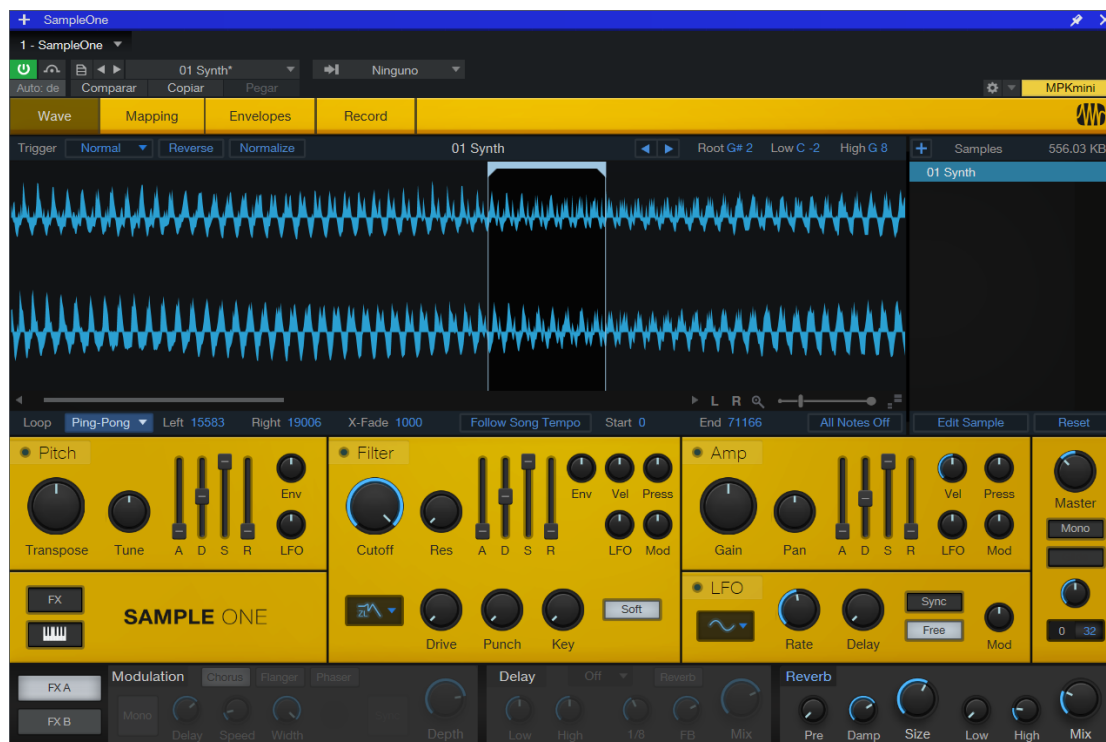 SampleOne
1 - SampleOne
01 Synth*
Ninguno
Auto: de Comparar Copiar Pegar
MPKmini
Wave Mapping Envelopes Record
Trigger Normal Reverse Normalize 01 Synth Root G# 2 Low C -2 High G 8 Samples 556.03 KB
01 Synth
L R
Loop Ping-Pong Left 15583 Right 19006 X-Fade 1000 Follow Song Tempo Start 0 End 71166 All Notes Off Edit Sample Reset
Pitch Filter Amp
Env Env Vel Press Vel Press Master
Mono
Transpose Tune A D S R LFO Cutoff Res A D S R LFO Mod Gain Pan A D S R LFO Mod
LFO
FX Sync
SAMPLE ONE Soft Free
0 32
Drive Punch Key Rate Delay Mod
Modulation Chorus Flanger Phaser Delay Off Reverb Reverb
FX A
Mono
FX B
Delay Speed Width Depth Low High 1/8 FB Mix Pre Damp Size Low High Mix